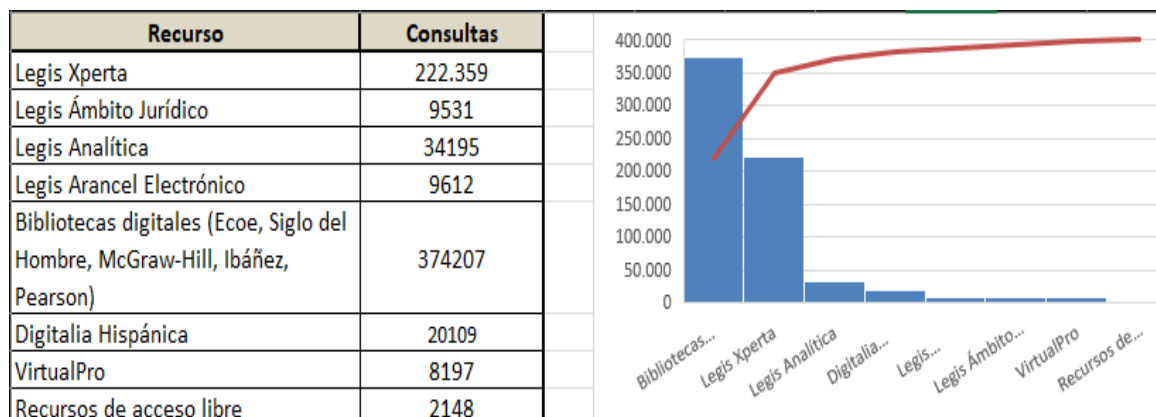 Recurso Consultas
Legis Xperta 222.359
Legis Ámbito Jurídico 9531
Legis Analítica 34195
Legis Arancel Electrónico 9612
Bibliotecas digitales (Ecoe, Siglo del
Hombre, McGraw-Hill, Ibáñez,
Pearson) 374207
Digitalia Hispánica 20109
VirtualPro 8197
Recursos de acceso libre 2148
400.000
350.000
300.000
250.000
200.000
150.000
100.000
50.000
0
Bibliotecas...
Legis Xperta
Legis Analítica
Digitalia...
Legis...
Legis Ámbito...
VirtualPro
Recursos de...